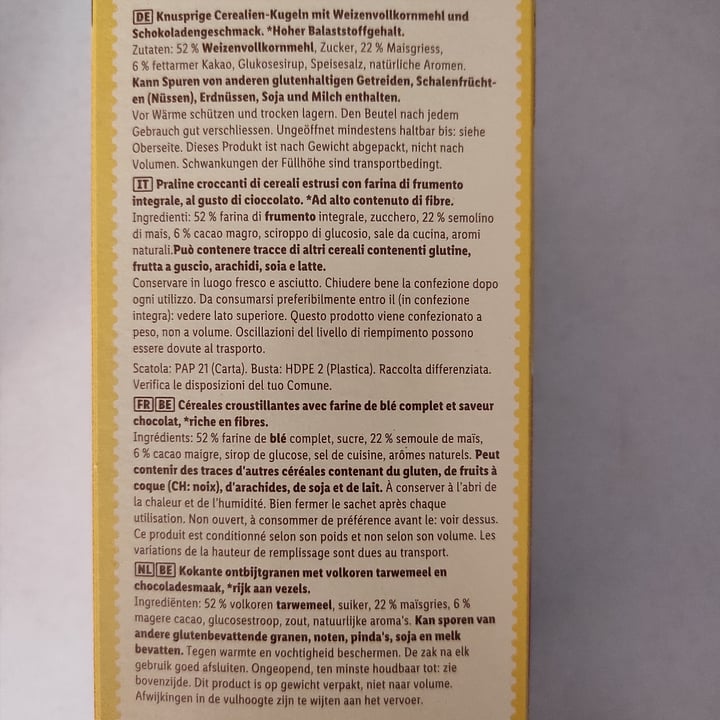 DE Knusprige Cerealien-Kugeln mit Weizenvollkornmehl und
Schokoladengeschmack. *Hoher Balaststoffgehalt.
Zutaten: 52 % Weizenvollkornmehl, Zucker, 22 % Maisgriess,
6 % fettarmer Kakao, Glukosesirup, Speisesalz, natürliche Aromen.
Kann Spuren von anderen glutenhaltigen Getreiden, Schalenfrücht-
en (Nüssen), Erdnüssen, Soja und Milch enthalten.
Vor Wärme schützen und trocken lagern. Den Beutel nach jedem
Gebrauch gut verschliessen. Ungeöffnet mindestens haltbar bis: siehe
Oberseite. Dieses Produkt ist nach Gewicht abgepackt, nicht nach
Volumen. Schwankungen der Füllhöhe sind transportbedingt.
IT Praline croccanti di cereali estrusi con farina di frumento
integrale, al gusto di cioccolato. *Ad alto contenuto di fibre.
Ingredienti: 52 % farina di frumento integrale, zucchero, 22 % semolino
di mais, 6 % cacao magro, sciroppo di glucosio, sale da cucina, aromi
naturali.Può contenere tracce di altri cereali contenenti glutine,
frutta a guscio, arachidi, soia e latte.
Conservare in luogo fresco e asciutto. Chiudere bene la confezione dopo
ogni utilizzo. Da consumarsi preferibilmente entro il (in confezione
integra): vedere lato superiore. Questo prodotto viene confezionato a
peso, non a volume. Oscillazioni del livello di riempimento possono
essere dovute al trasporto.
Scatola: PAP 21 (Carta). Busta: HDPE 2 (Plastica). Raccolta differenziata.
Verifica le disposizioni del tuo Comune.
FR BE Céreales croustillantes avec farine de blé complet et saveur
chocolat, *riche en fibres.
Ingrédients: 52 % farine de blé complet, sucre, 22 % semoule de maïs,
6 % cacao maigre, sirop de glucose, sel de cuisine, arômes naturels. Peut
contenir des traces d'autres céréales contenant du gluten, de fruits à
coque (CH: noix), d'arachides, de soja et de lait. À conserver à l'abri de
la chaleur et de l'humidité. Bien fermer le sachet après chaque
utilisation. Non ouvert, à consommer de préférence avant le: voir dessus.
Ce produit est conditionné selon son poids et non selon son volume. Les
variations de la hauteur de remplissage sont dues au transport.
NL BE Kokante ontbijtgranen met volkoren tarwemeel en
chocoladesmaak, *rijk aan vezels,
Ingrediënten: 52 % volkoren tarwemeel, suiker, 22 % maïsgries, 6 %
magere cacao, glucosestroop, zout, natuurlijke aroma's. Kan sporen van
andere glutenbevattende granen, noten, pinda's, soja en melk
bevatten. Tegen warmte en vochtigheid beschermen. De zak na elk
gebruik goed afsluiten. Ongeopend, ten minste houdbaar tot: zie
bovenzijde. Dit product is op gewicht verpakt, niet naar volume.
Afwijkingen in de vulhoogte zijn te wijten aan het vervoer.